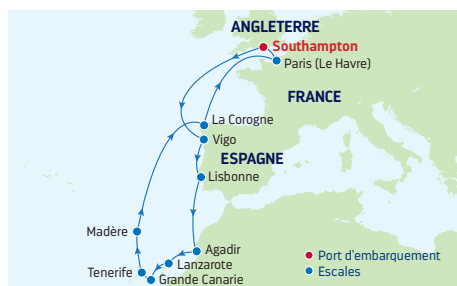 ANGLETERRE
Southampton
Paris (Le Havre)
FRANCE
La Corogne
Vigo
ESPAGNE
Lisbonne
Madère
Agadir
Lanzarote
Tenerife
Grande Canarie
Port d'embarquement
Escales